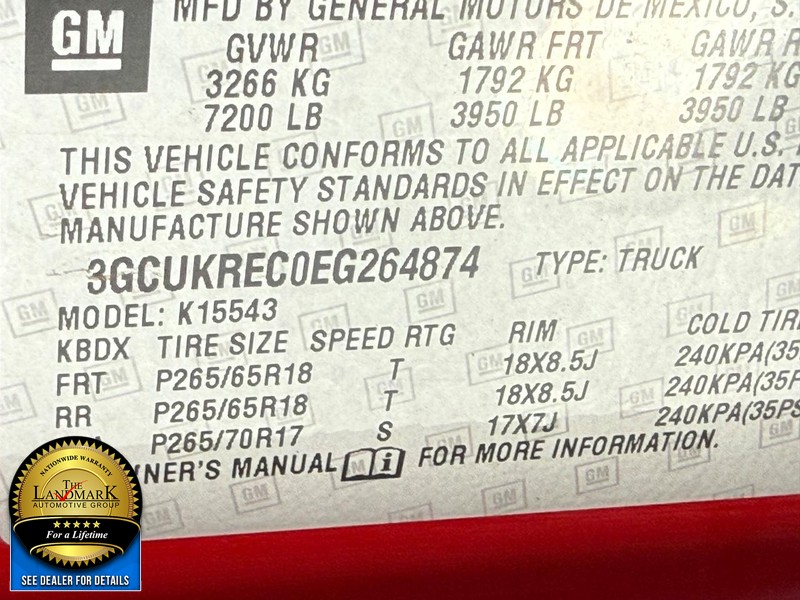 GM
MFD BY GENERAL MOTORS DE MEXICO, S.
GVWR GAWR FRT GAWR R
3266 KG 1792 KG 1792 KG
7200 LB 3950 LB 3950 LB
THIS VEHICLE CONFORMS TO ALL APPLICABLE U.S.
VEHICLE SAFETY STANDARDS IN EFFECT ON THE DAT
MANUFACTURE SHOWN ABOVE.
3GCUKREC0EG264874 TYPE: TRUCK
MODEL: K15543
KBDX TIRE SIZE SPEED RTG RIM COLD TIRE
FRT P265/65R18 T 18X8.5J 240KPA(35P
RR P265/65R18 T 18X8.5J 240KPA(35P
P265/70R17 S 17X7J 240KPA(35PS
NER'S MANUAL i FOR MORE INFORMATION.
NATIONWIDE WARRANTY
THE
LANDMARK
AUTOMOTIVE GROUP
For a Lifetime
SEE DEALER FOR DETAILS